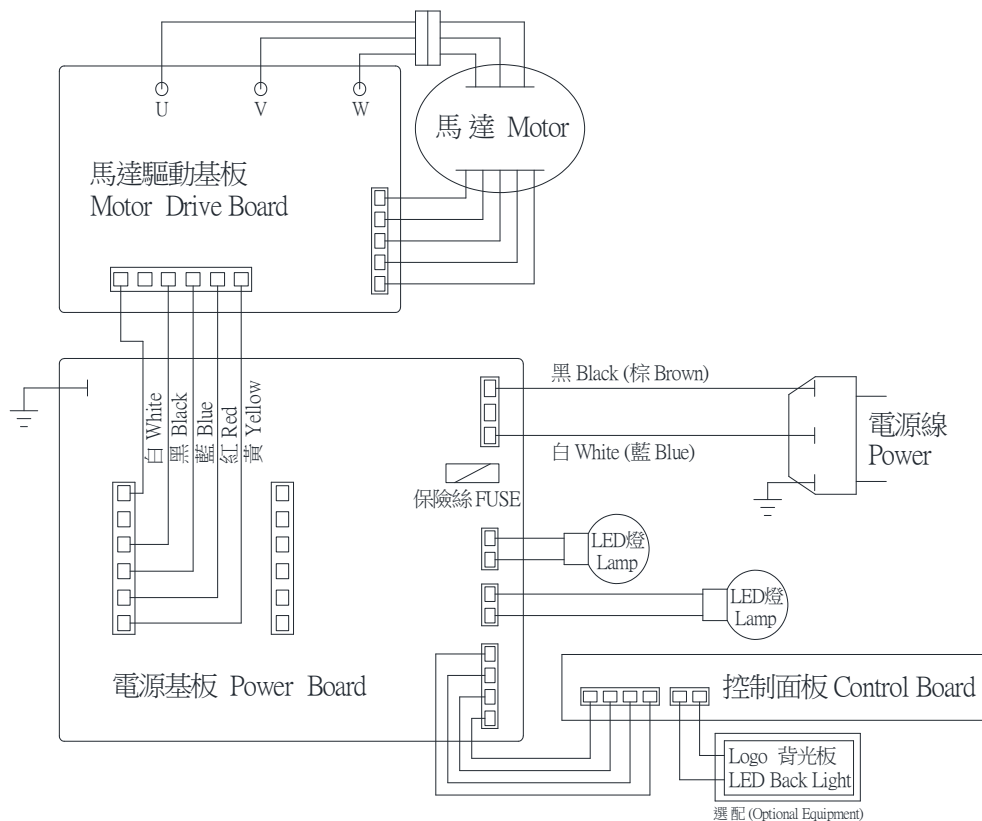 U
V
W
馬達 Motor
馬達驅動基板
Motor Drive Board
白 White
黑 Black
藍 Blue
紅 Red
黃 Yellow
黑 Black (棕 Brown)
白 White (藍 Blue)
電源線
Power
保險絲 FUSE
LED燈
Lamp
LED燈
Lamp
電源基板 Power Board
控制面板 Control Board
Logo 背光板
LED Back Light
選配 (Optional Equipment)